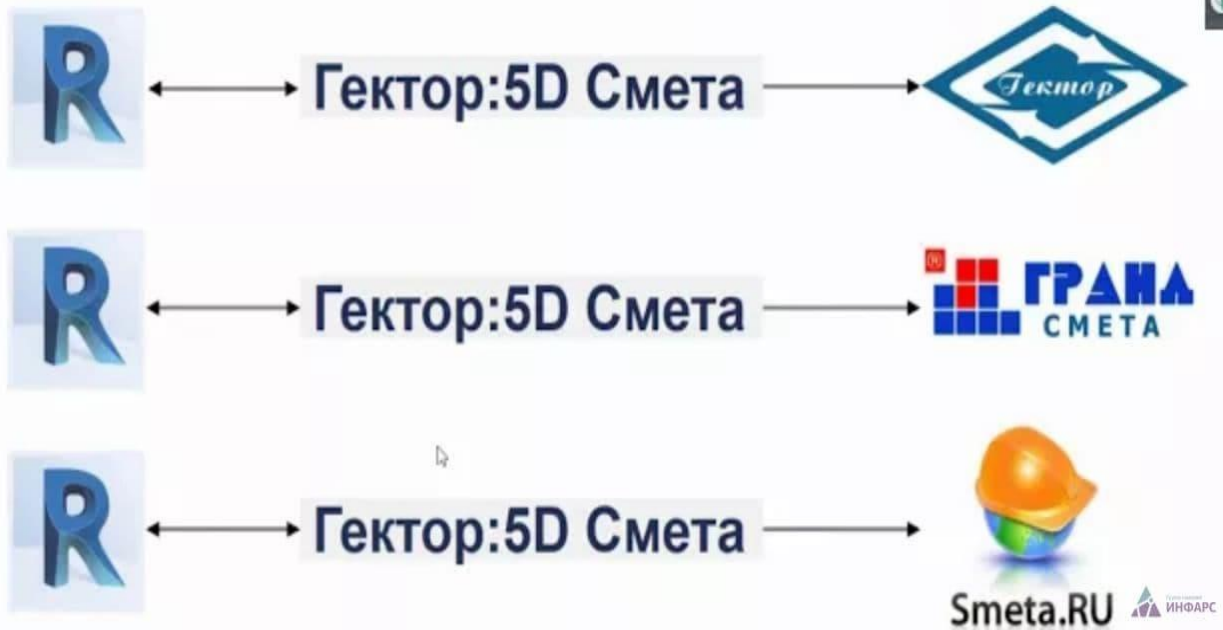 R
Гектор:5D Смета
Гектор
R
Гектор:5D Смета
ГРАНД
СМЕТА
R
Гектор:5D Смета
Smeta.RU
ИНФАРС